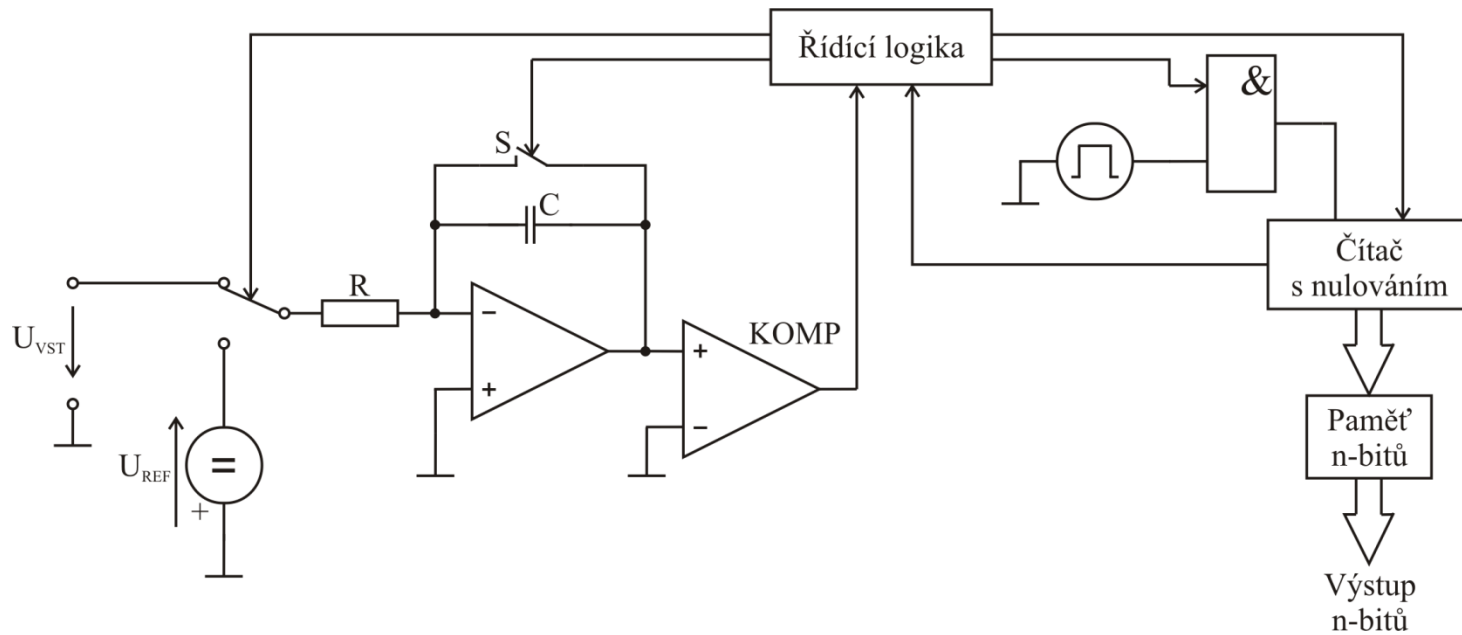 Řídící logika
&
S
C
R
U_VST
−
+
KOMP
+
−
U_REF
=
+
Čítač
s nulováním
Paměť
n-bitů
Výstup
n-bitů